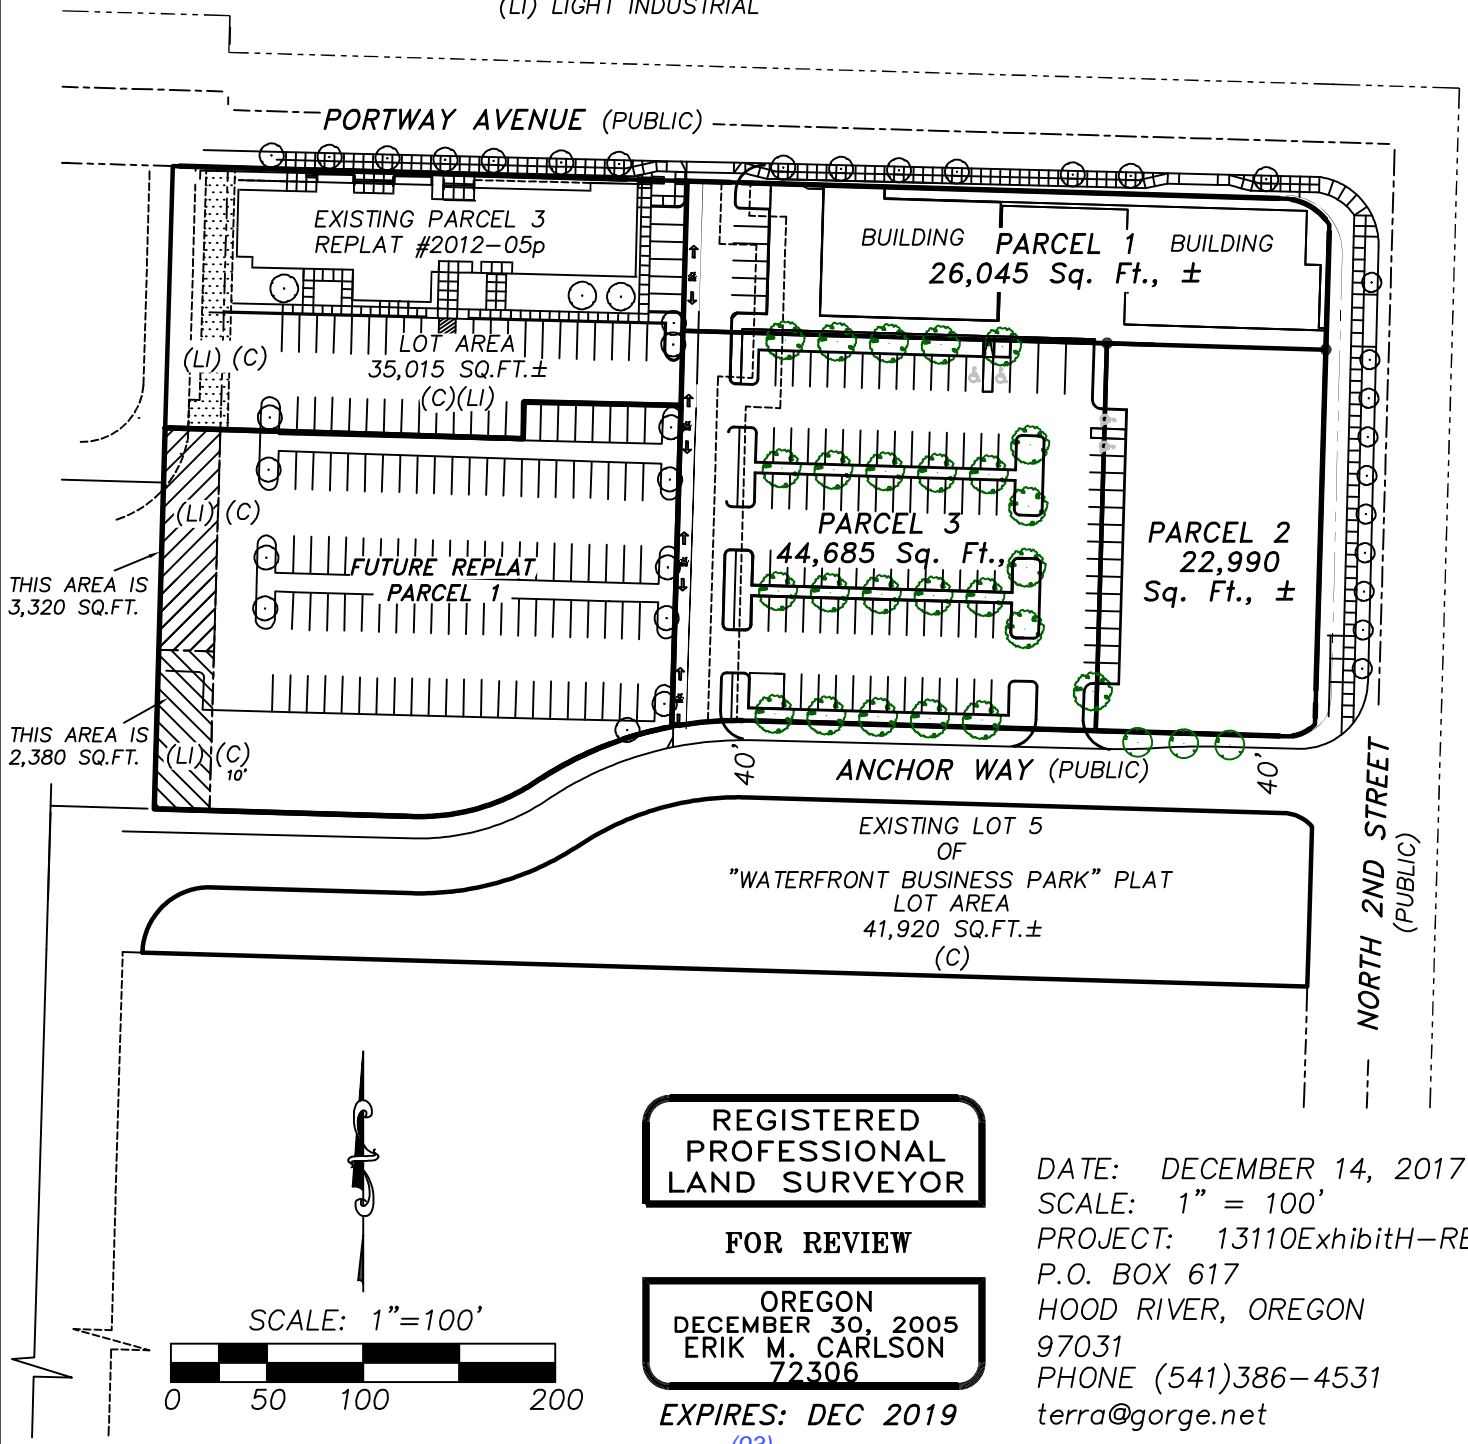 (LI) LIGHT INDUSTRIAL
PORTWAY AVENUE (PUBLIC)
EXISTING PARCEL 3
REPLAT #2012-05p
BUILDING
PARCEL 1
26,045 Sq. Ft., ±
BUILDING
LOT AREA
35,015 SQ.FT.±
(C)(LI)
(LI) (C)
(LI) (C)
PARCEL 3
44,685 Sq. Ft.,
PARCEL 2
22,990
Sq. Ft., ±
FUTURE REPLAT
PARCEL 1
THIS AREA IS
3,320 SQ.FT.
THIS AREA IS
2,380 SQ.FT.
(LI) (C)
10'
40'
ANCHOR WAY (PUBLIC)
40'
NORTH 2ND STREET
(PUBLIC)
EXISTING LOT 5
OF
"WATERFRONT BUSINESS PARK" PLAT
LOT AREA
41,920 SQ.FT.±
(C)
REGISTERED
PROFESSIONAL
LAND SURVEYOR
FOR REVIEW
OREGON
DECEMBER 30, 2005
ERIK M. CARLSON
72306
EXPIRES: DEC 2019
DATE: DECEMBER 14, 2017
SCALE: 1" = 100'
PROJECT: 13110ExhibitH-RE
P.O. BOX 617
HOOD RIVER, OREGON
97031
PHONE (541)386-4531
terra@gorge.net
SCALE: 1"=100'
0 50 100 200